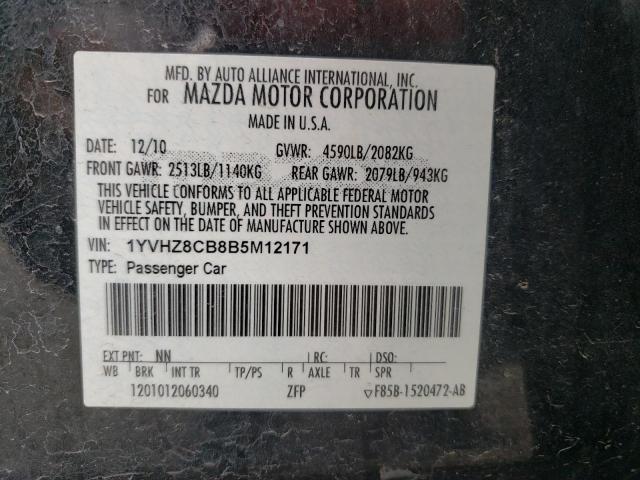 MFD. BY AUTO ALLIANCE INTERNATIONAL, INC.
FOR MAZDA MOTOR CORPORATION
MADE IN U.S.A.
DATE: 12/10 GVWR: 4590LB/2082KG
FRONT GAWR: 2513LB/1140KG REAR GAWR: 2079LB/943KG
THIS VEHICLE CONFORMS TO ALL APPLICABLE FEDERAL MOTOR
VEHICLE SAFETY, BUMPER, AND THEFT PREVENTION STANDARDS
IN EFFECT ON THE DATE OF MANUFACTURE SHOWN ABOVE.
VIN: 1YVHZ8CB8B5M12171
TYPE: Passenger Car
EXT PNT: NN RC: DSO:
WB BRK INT TR TP/PS R AXLE TR SPR
1201012060340 ZFP ▽F85B-1520472-AB